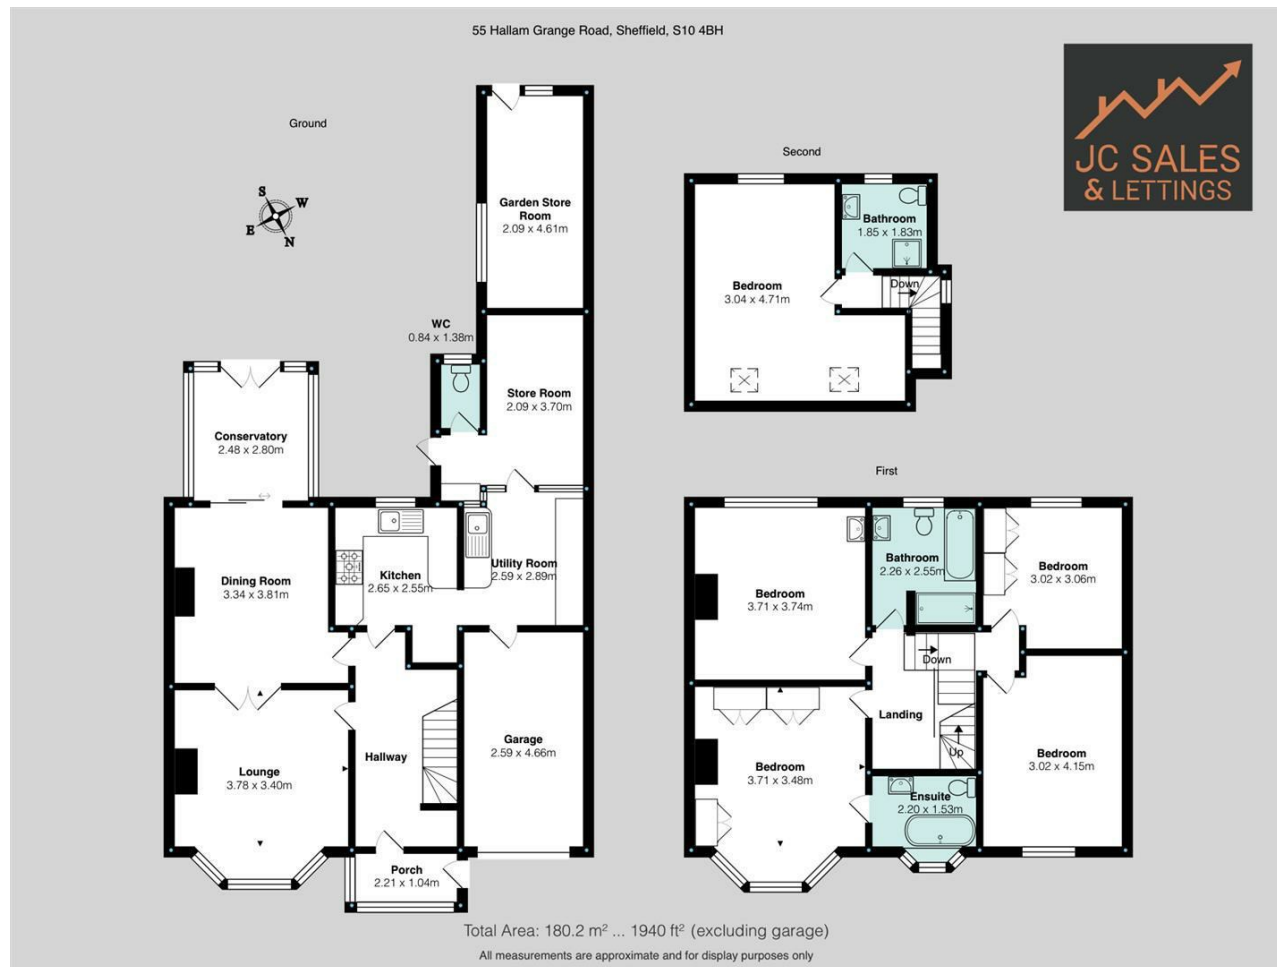 55 Hallam Grange Road, Sheffield, S10 4BH
JC SALES
& LETTINGS
Ground
S
W
E
N
Garden Store
Room
2.09 x 4.61m
WC
0.84 x 1.38m
Store Room
2.09 x 3.70m
Conservatory
2.48 x 2.80m
Dining Room
3.34 x 3.81m
Kitchen
2.65 x 2.55m
Utility Room
2.59 x 2.89m
Lounge
3.78 x 3.40m
Hallway
Garage
2.59 x 4.66m
Porch
2.21 x 1.04m
Second
Bathroom
1.85 x 1.83m
Bedroom
3.04 x 4.71m
Down
First
Bedroom
3.71 x 3.74m
Bathroom
2.26 x 2.55m
Bedroom
3.02 x 3.06m
Down
Landing
Up
Bedroom
3.71 x 3.48m
Ensuite
2.20 x 1.53m
Bedroom
3.02 x 4.15m
Total Area: 180.2 m² ... 1940 ft² (excluding garage)
All measurements are approximate and for display purposes only